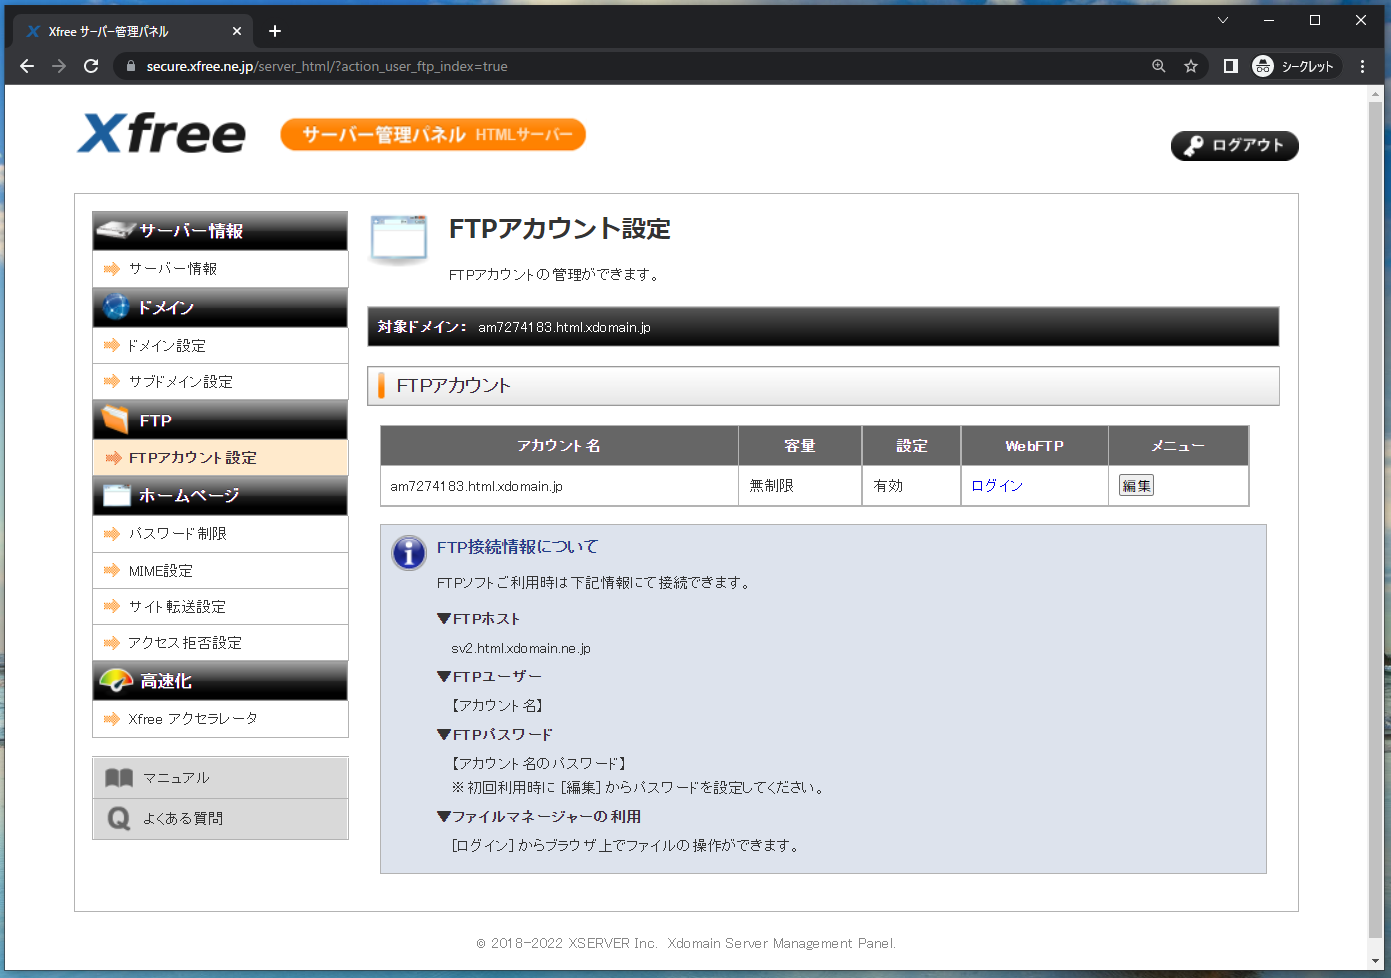 Xfree サーバー管理パネル
secure.xfree.ne.jp/server_html/?action_user_ftp_index=true
シークレット
Xfree
サーバー管理パネル HTMLサーバー
ログアウト
サーバー情報
サーバー情報
ドメイン
ドメイン設定
サブドメイン設定
FTP
FTPアカウント設定
ホームページ
パスワード制限
MIME設定
サイト転送設定
アクセス拒否設定
高速化
Xfree アクセラレータ
マニュアル
Q よくある質問
FTPアカウント設定
FTPアカウントの管理ができます。
対象ドメイン： am7274183.html.xdomain.jp
FTPアカウント
アカウント名 容量 設定 WebFTP メニュー
am7274183.html.xdomain.jp 無制限 有効 ログイン 編集
FTP接続情報について
FTPソフトご利用時は下記情報にて接続できます。
▼FTPホスト
sv2.html.xdomain.ne.jp
▼FTPユーザー
【アカウント名】
▼FTPパスワード
【アカウント名のパスワード】
※初回利用時に［編集］からパスワードを設定してください。
▼ファイルマネージャーの利用
［ログイン］からブラウザ上でファイルの操作ができます。
© 2018-2022 XSERVER Inc. Xdomain Server Management Panel.